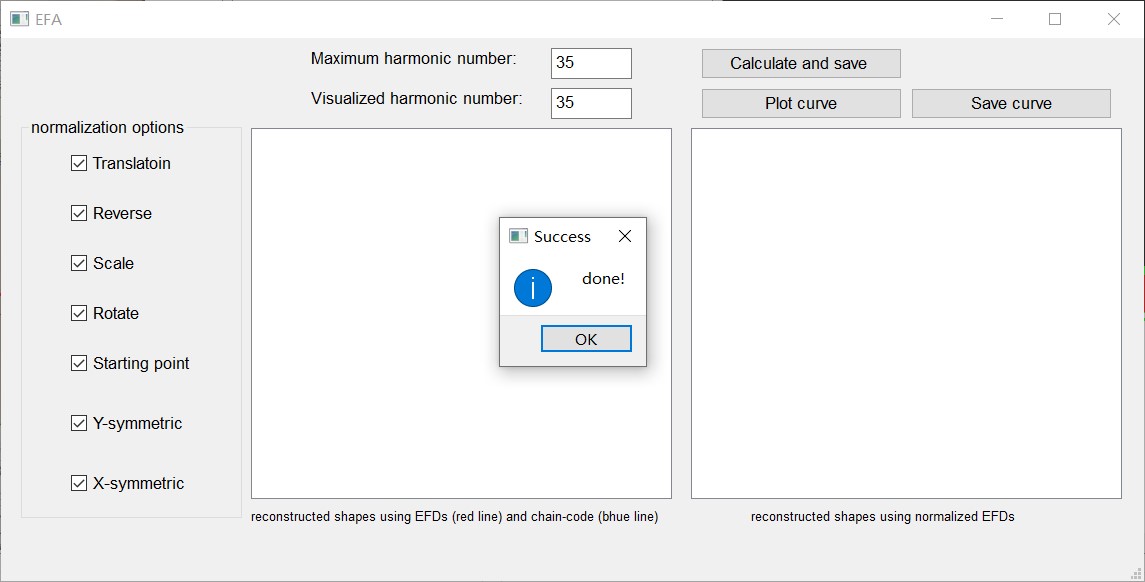 EFA
Maximum harmonic number:
35
Calculate and save
Visualized harmonic number:
35
Plot curve
Save curve
normalization options
Translatoin
Reverse
Scale
Rotate
Starting point
Y-symmetric
X-symmetric
Success
done!
OK
reconstructed shapes using EFDs (red line) and chain-code (bhue line)
reconstructed shapes using normalized EFDs